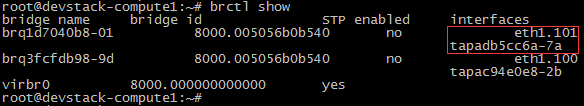 root@devstack-compute1:~# brctl show
bridge name bridge id STP enabled interfaces
brq1d7040b8-01 8000.005056b0b540 no eth1.101
tapadb5cc6a-7a
brq3fcfdb98-9d 8000.005056b0b540 no eth1.100
tapac94e0e8-2b
virbr0 8000.000000000000 yes
root@devstack-compute1:~#